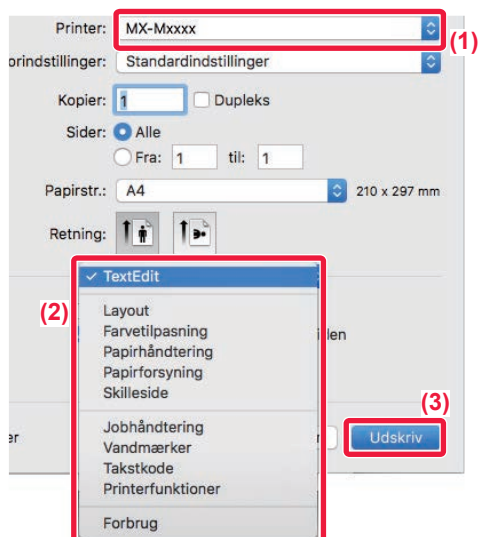 Printer: MX-Mxxxx
(1)
orindstillinger: Standardindstillinger
Kopier: 1 Dupleks
Sider: Alle
Fra: 1 til: 1
Papirstr.: A4 210 x 297 mm
Retning:
✓ TextEdit
(2)
Layout
Farvetilpasning
Papirhåndtering
Papirforsyning
Skilleside
Jobhåndtering
Vandmærker
Takstkode
Printerfunktioner
Forbrug
(3)
er Udskriv